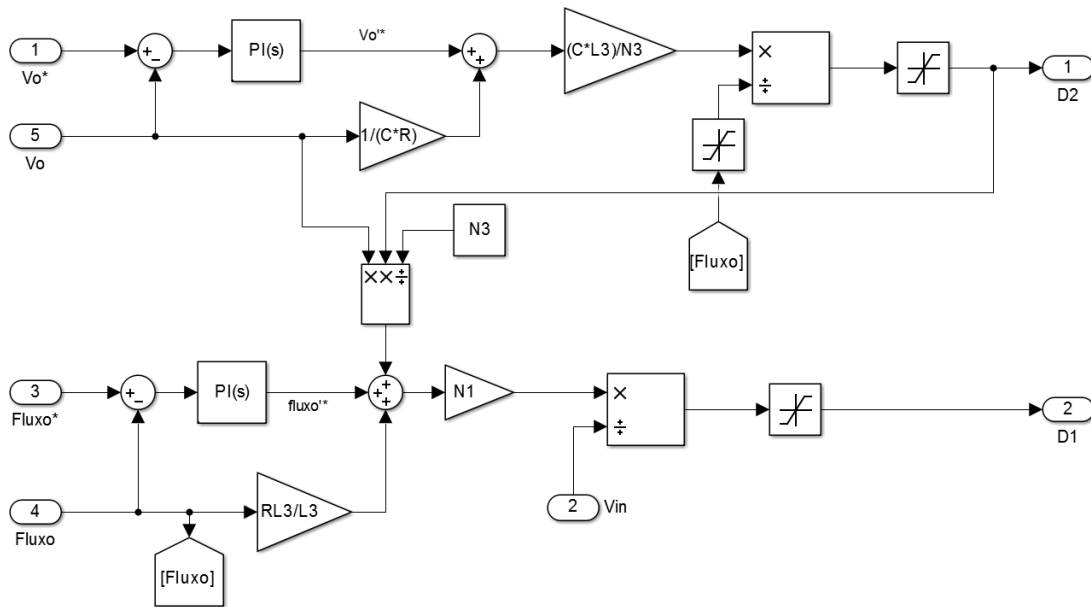 1
Vo*
+
−
PI(s)
Vo'*
+
+
(C*L3)/N3
×
÷
1
D2
5
Vo
1/(C*R)
N3
[Fluxo]
××÷
3
Fluxo*
+
−
PI(s)
fluxo'*
+
+
+
N1
×
÷
2
D1
4
Fluxo
RL3/L3
2
Vin
[Fluxo]